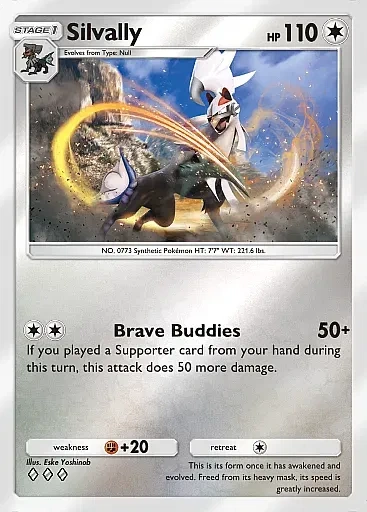 STAGE 1
Silvally
HP 110
Evolves from Type: Null
NO. 0773 Synthetic Pokémon HT: 7'7" WT: 221.6 lbs.
Brave Buddies 50+
If you played a Supporter card from your hand during
this turn, this attack does 50 more damage.
weakness +20
retreat
Illus. Eske Yoshinob
This is its form once it has awakened and
evolved. Freed from its heavy mask, its speed is
greatly increased.